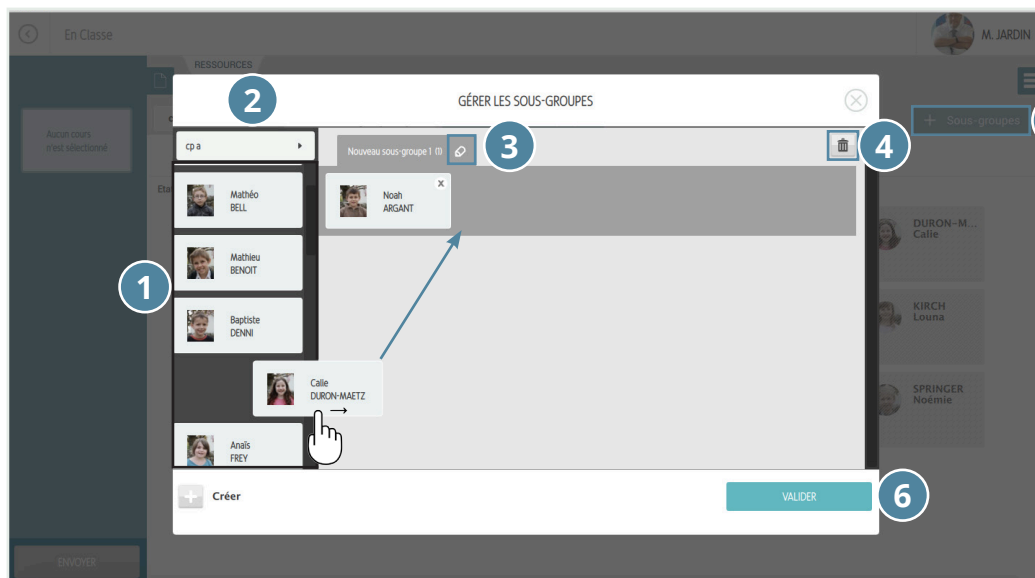 En Classe
M. JARDIN
RESSOURCES
2
GÉRER LES SOUS-GROUPES
Aucun cours
n'est sélectionné
+ Sous-groupes
cp a
Nouveau sous-groupe 1 (1)
3
4
Mathéo
BELL
Noah
ARGANT
x
DURON-M...
Calie
1
Mathieu
BENOIT
Baptiste
DENNI
KIRCH
Louna
Calie
DURON-MAETZ
SPRINGER
Noémie
Anaïs
FREY
+ Créer
VALIDER
6
ENVOYER